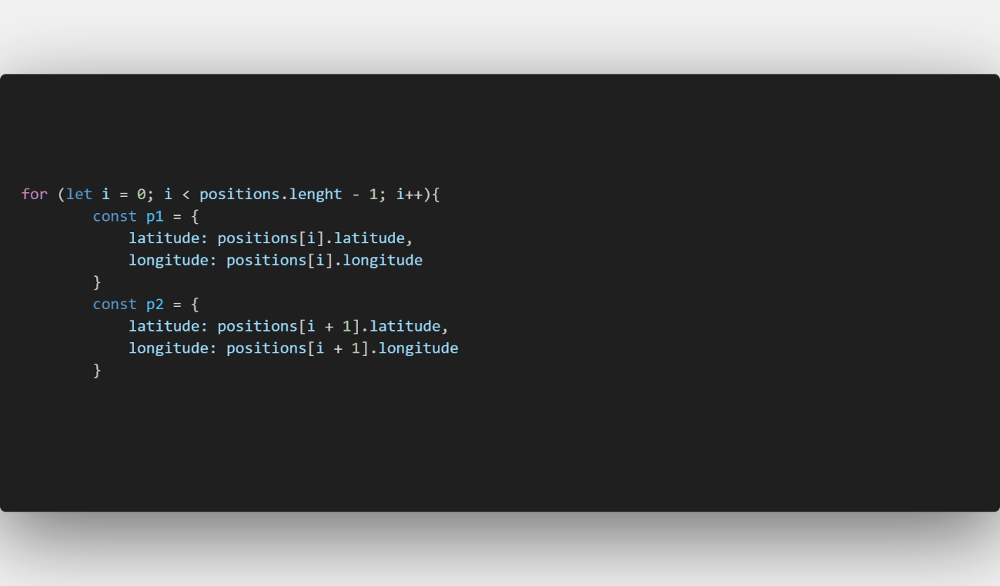 for (let i = 0; i < positions.lenght - 1; i++){
        const p1 = {
            latitude: positions[i].latitude,
            longitude: positions[i].longitude
        }
        const p2 = {
            latitude: positions[i + 1].latitude,
            longitude: positions[i + 1].longitude
        }